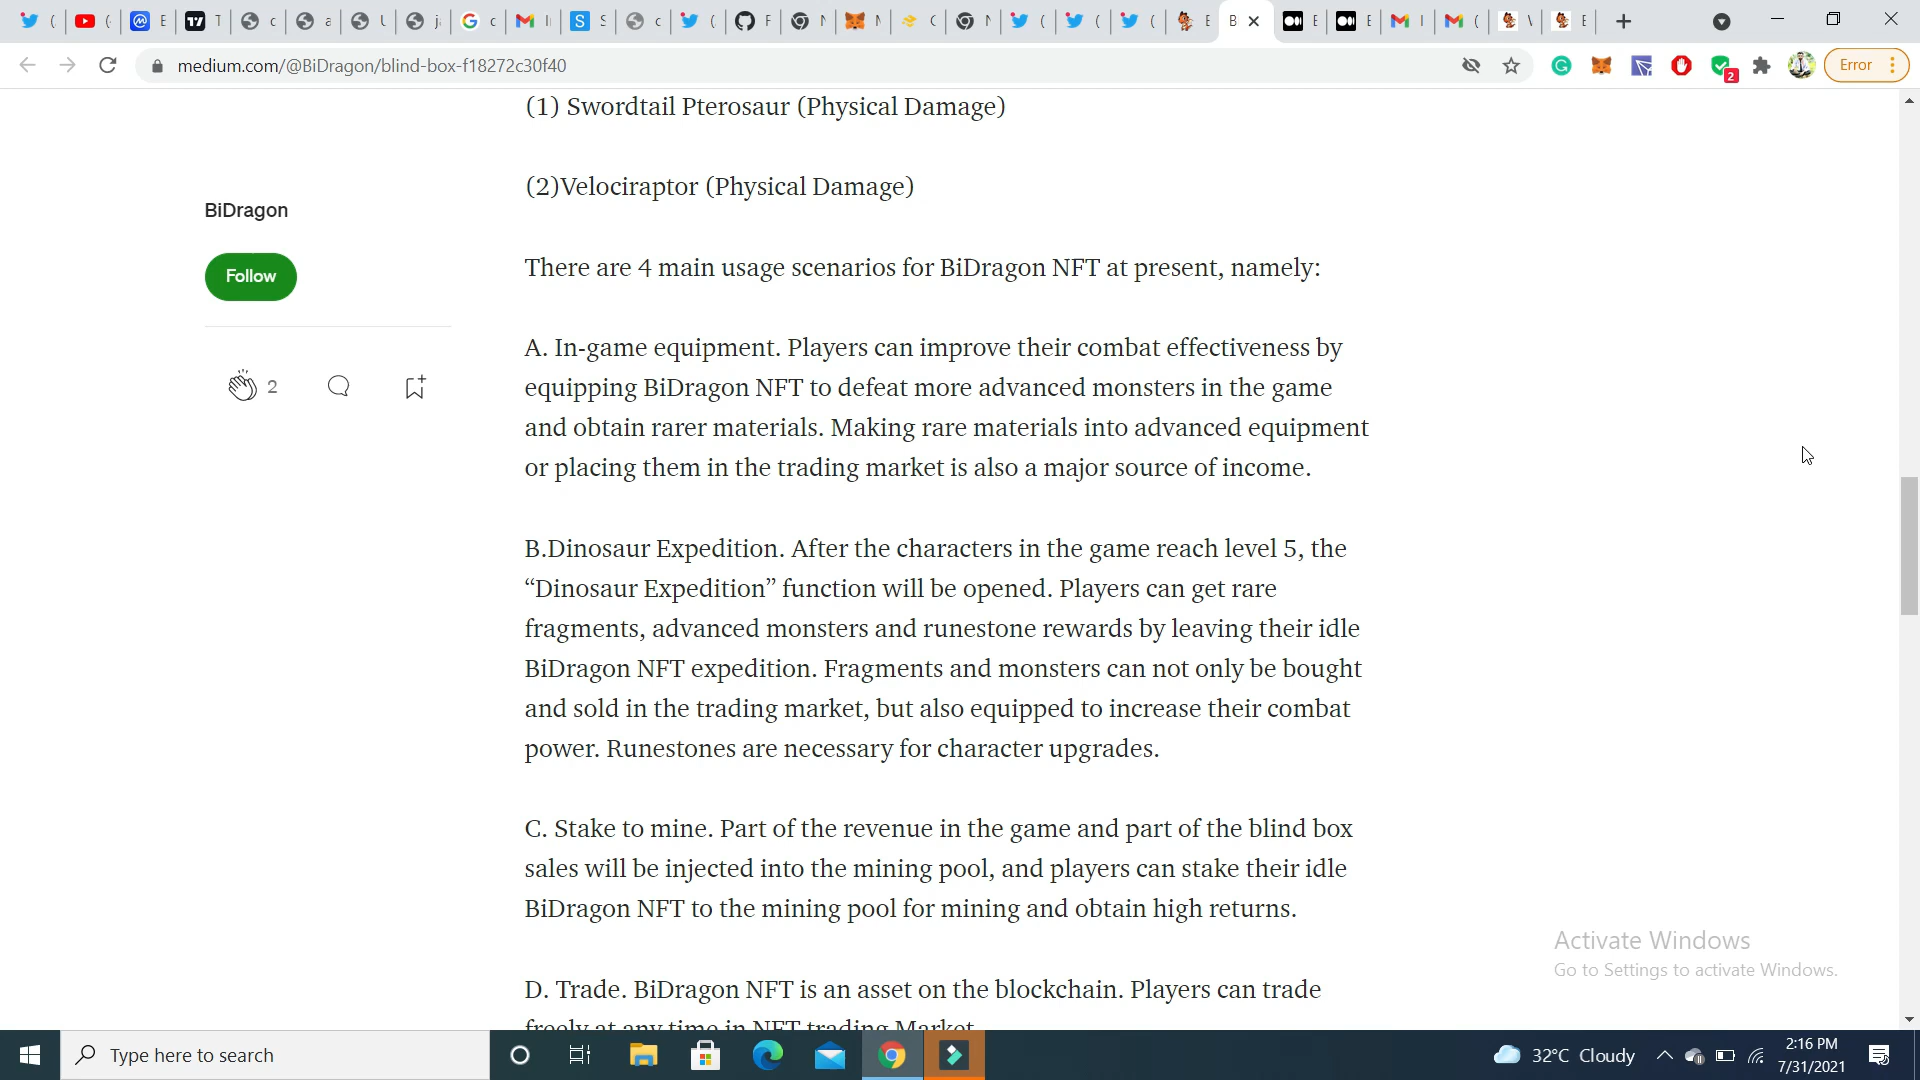 medium.com/@BiDragon/blind-box-f18272c30f40
2
Error
(1) Swordtail Pterosaur (Physical Damage)
(2)Velociraptor (Physical Damage)
BiDragon
Follow
2
There are 4 main usage scenarios for BiDragon NFT at present, namely:
A. In-game equipment. Players can improve their combat effectiveness by
equipping BiDragon NFT to defeat more advanced monsters in the game
and obtain rarer materials. Making rare materials into advanced equipment
or placing them in the trading market is also a major source of income.
B.Dinosaur Expedition. After the characters in the game reach level 5, the
“Dinosaur Expedition” function will be opened. Players can get rare
fragments, advanced monsters and runestone rewards by leaving their idle
BiDragon NFT expedition. Fragments and monsters can not only be bought
and sold in the trading market, but also equipped to increase their combat
power. Runestones are necessary for character upgrades.
C. Stake to mine. Part of the revenue in the game and part of the blind box
sales will be injected into the mining pool, and players can stake their idle
BiDragon NFT to the mining pool for mining and obtain high returns.
D. Trade. BiDragon NFT is an asset on the blockchain. Players can trade
freely at any time in NFT trading Market
Activate Windows
Go to Settings to activate Windows.
Type here to search
32°C Cloudy
2:16 PM
7/31/2021